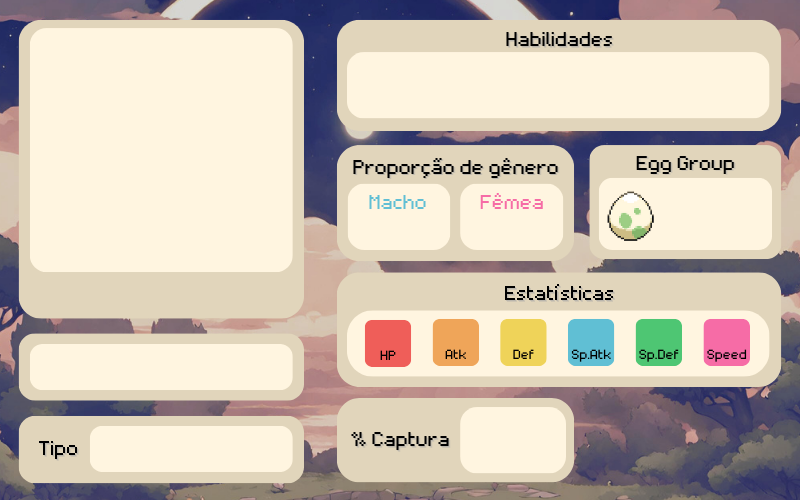 Habilidades
Proporção de gênero
Egg Group
Macho
Fêmea
Estatísticas
HP
Atk
Def
Sp.Atk
Sp.Def
Speed
% Captura
Tipo